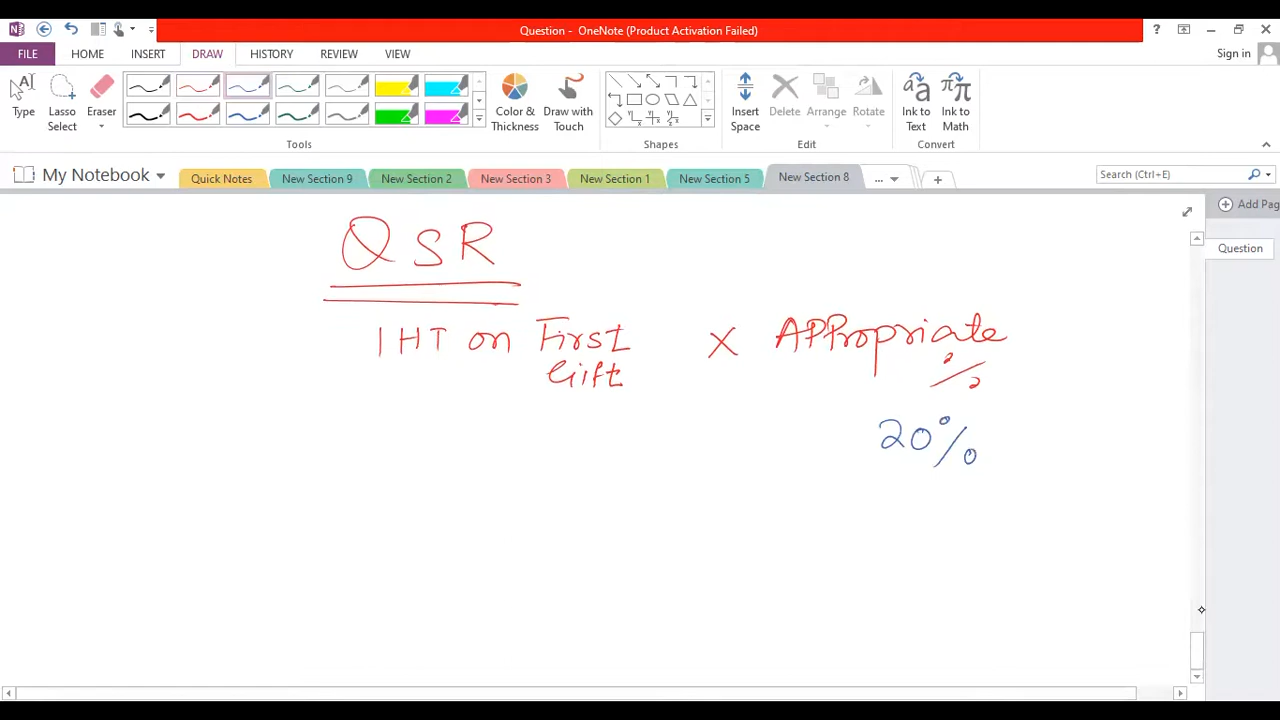 Question - OneNote (Product Activation Failed)
? 
Sign in
FILE HOME INSERT DRAW HISTORY REVIEW VIEW
Type
Lasso Select
Eraser
Color & Thickness
Draw with Touch
Insert Space
Delete
Arrange
Rotate
Ink to Text
Ink to Math
Tools Shapes Edit Convert
My Notebook Quick Notes New Section 9 New Section 2 New Section 3 New Section 1 New Section 5 New Section 8 ... + Search (Ctrl+E)
Add Pag
Question
QSR
IHT on First Gift X APPropriate %
20%